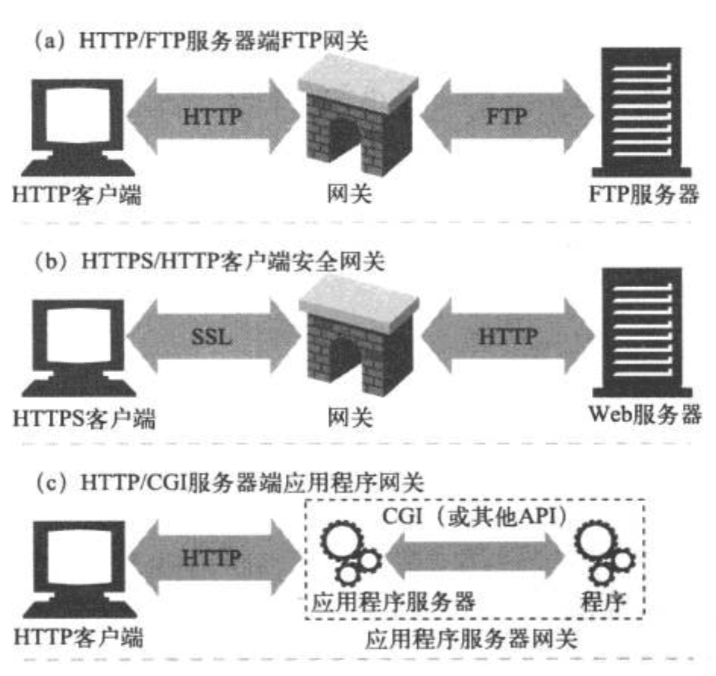 （a）HTTP/FTP服务器端FTP网关
HTTP
FTP
HTTP客户端
网关
FTP服务器
（b）HTTPS/HTTP客户端安全网关
SSL
HTTP
HTTPS客户端
网关
Web服务器
（c）HTTP/CGI服务器端应用程序网关
CGI（或其他API）
HTTP
应用程序服务器
程序
HTTP客户端
应用程序服务器网关